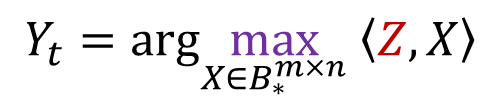 Y_t = arg max_{X∈B_*^{m×n}} ⟨Z, X⟩